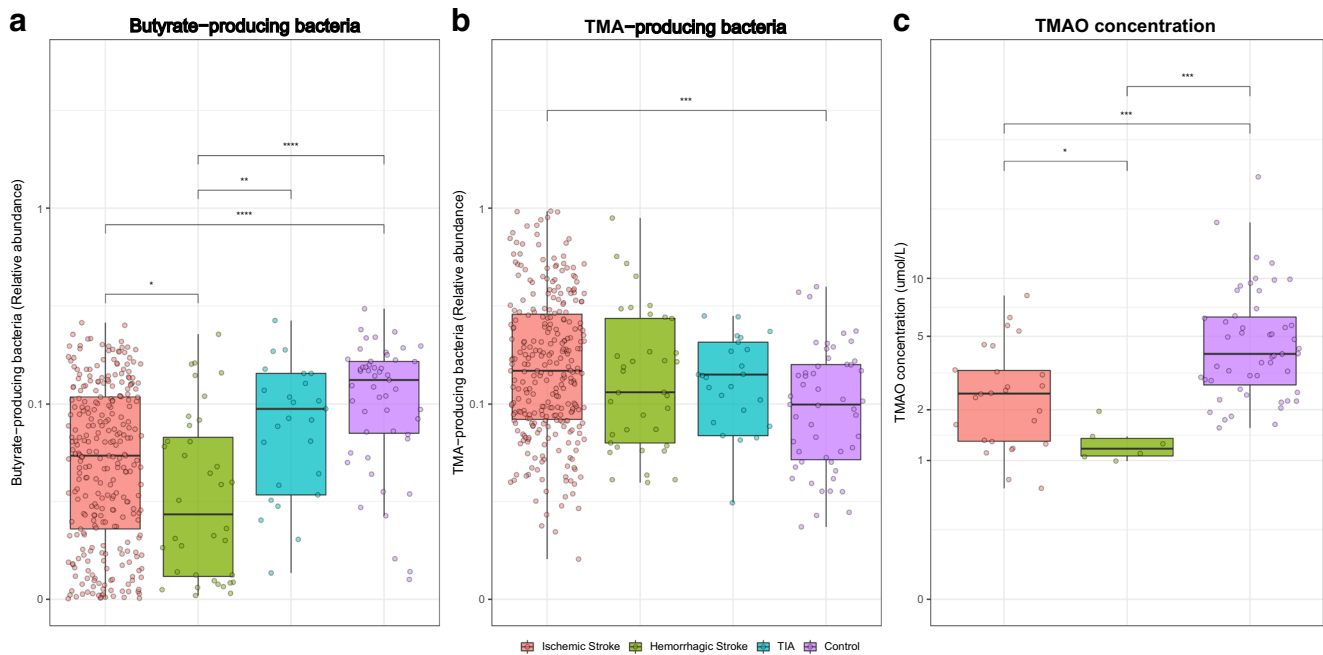 a
Butyrate−producing bacteria
Butyrate−producing bacteria (Relative abundance)
1
0.1
0
****
**
****
*
b
TMA−producing bacteria
TMA−producing bacteria (Relative abundance)
1
0.1
0
***
c
TMAO concentration
TMAO concentration (umol/L)
10
5
2
1
0
***
***
*
Ischemic Stroke Hemorrhagic Stroke TIA Control